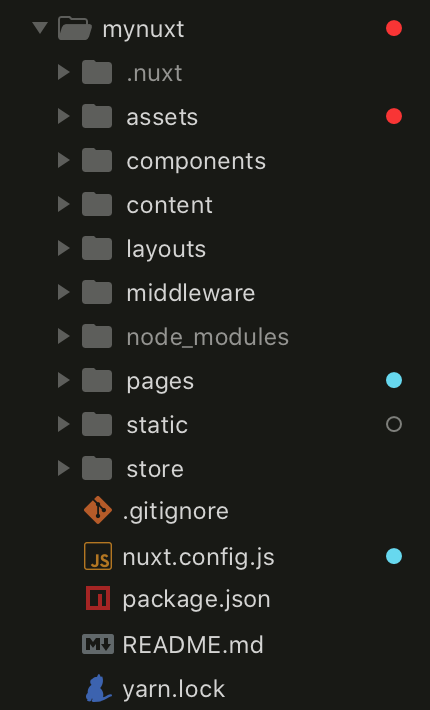 mynuxt
.nuxt
assets
components
content
layouts
middleware
node_modules
pages
static
store
.gitignore
JS nuxt.config.js
package.json
M README.md
yarn.lock